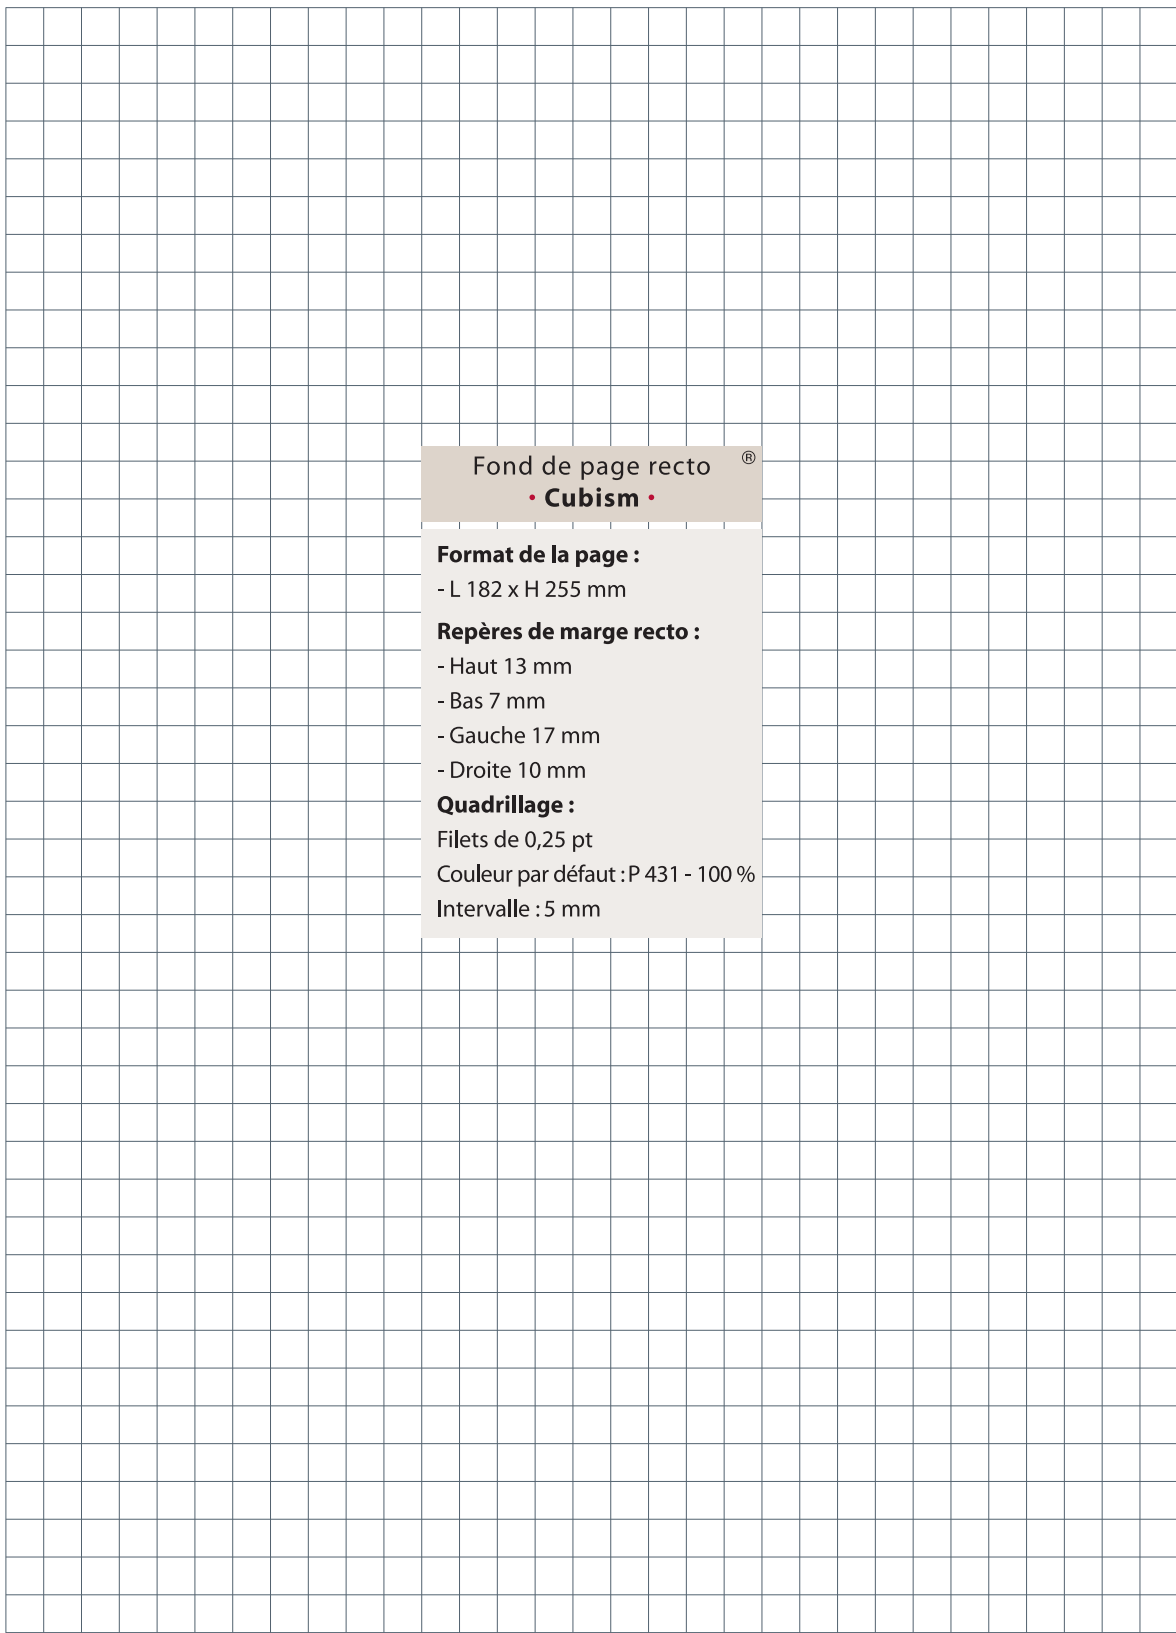 Fond de page recto ®
• Cubism •
Format de la page :
- L 182 x H 255 mm
Repères de marge recto :
- Haut 13 mm
- Bas 7 mm
- Gauche 17 mm
- Droite 10 mm
Quadrillage :
Filets de 0,25 pt
Couleur par défaut : P 431 - 100 %
Intervalle : 5 mm